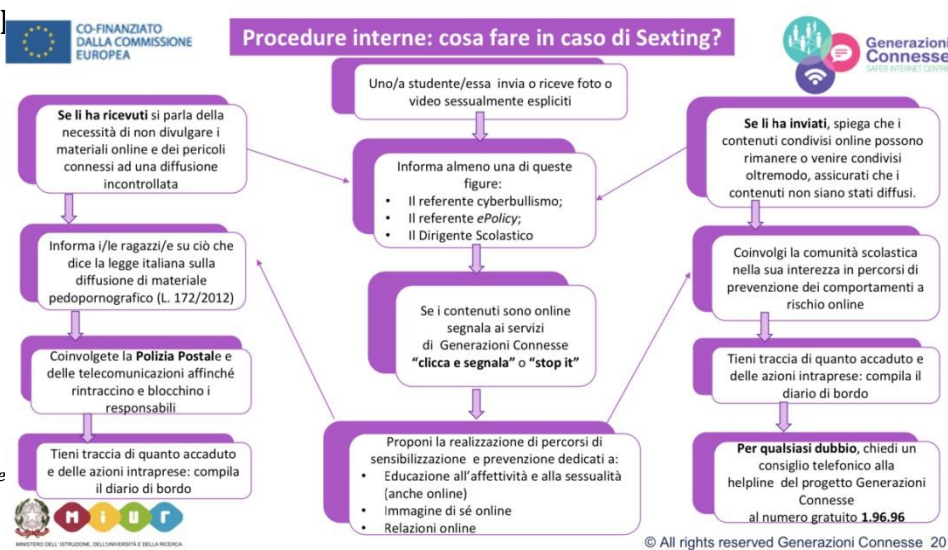 CO-FINANZIATO
DALLA COMMISSIONE
EUROPEA
Procedure interne: cosa fare in caso di Sexting?
Generazioni
Connesse
SAFER INTERNET CENTRE
Uno/a studente/essa invia o riceve foto o
video sessualmente espliciti
Se li ha ricevuti si parla della
necessità di non divulgare i
materiali online e dei pericoli
connessi ad una diffusione
incontrollata
Informa almeno una di queste
figure:
• Il referente cyberbullismo;
• Il referente ePolicy;
• Il Dirigente Scolastico
Se li ha inviati, spiega che i
contenuti condivisi online possono
rimanere o venire condivisi
oltremodo, assicurati che i
contenuti non siano stati diffusi.
Informa i/le ragazzi/e su ciò che
dice la legge italiana sulla
diffusione di materiale
pedopornografico (L. 172/2012)
Se i contenuti sono online
segnala ai servizi
di Generazioni Connesse
“clicca e segnala” o “stop it”
Coinvolgi la comunità scolastica
nella sua interezza in percorsi di
prevenzione dei comportamenti a
rischio online
Coinvolgete la Polizia Postale e
delle telecomunicazioni affinché
rintraccino e blocchino i
responsabili
Tieni traccia di quanto accaduto e
delle azioni intraprese: compila il
diario di bordo
Tieni traccia di quanto accaduto
e delle azioni intraprese: compila
il diario di bordo
Proponi la realizzazione di percorsi di
sensibilizzazione e prevenzione dedicati a:
• Educazione all’affettività e alla sessualità
(anche online)
• Immagine di sé online
• Relazioni online
Per qualsiasi dubbio, chiedi un
consiglio telefonico alla
helpline del progetto Generazioni
Connesse
al numero gratuito 1.96.96
e
miur
MINISTERO DELL’ISTRUZIONE, DELL’UNIVERSITÀ E DELLA RICERCA
© All rights reserved Generazioni Connesse 20